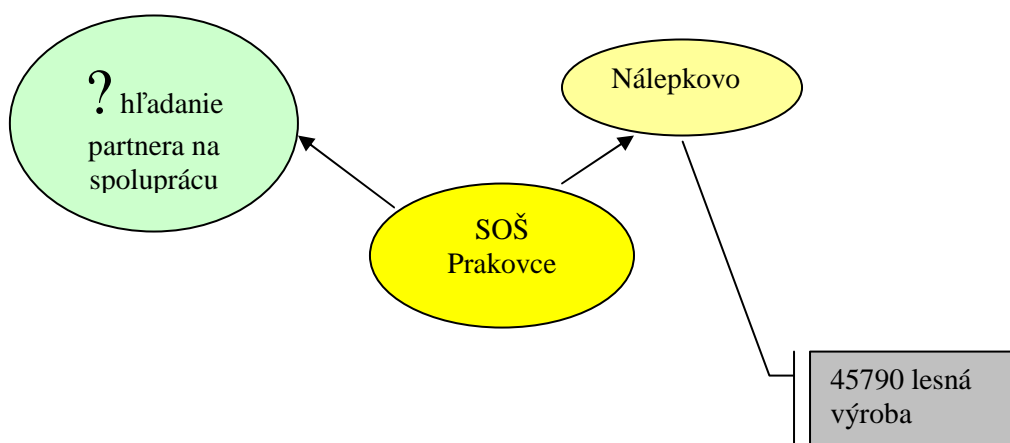 ? hľadanie
partnera na
spoluprácu
Nálepkovo
SOŠ
Prakovce
45790 lesná
výroba